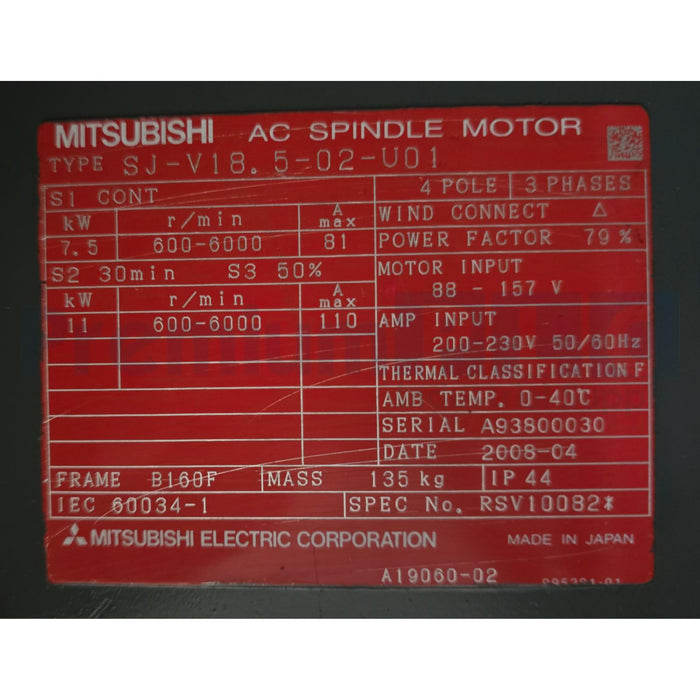 MITSUBISHI AC SPINDLE MOTOR
TYPE SJ-V18.5-02-U01
S1 CONT 4 POLE 3 PHASES
kW r/min A max WIND CONNECT △
7.5 600-6000 81 POWER FACTOR 79%
S2 30min S3 50% MOTOR INPUT
kW r/min A max 88 - 157 V
11 600-6000 110 AMP INPUT
200-230V 50/60Hz
THERMAL CLASSIFICATION F
AMB TEMP. 0-40℃
SERIAL A93800030
DATE 2008-04
FRAME B160F MASS 135 kg IP 44
IEC 60034-1 SPEC No. RSV10082*
MITSUBISHI ELECTRIC CORPORATION MADE IN JAPAN
A19060-02